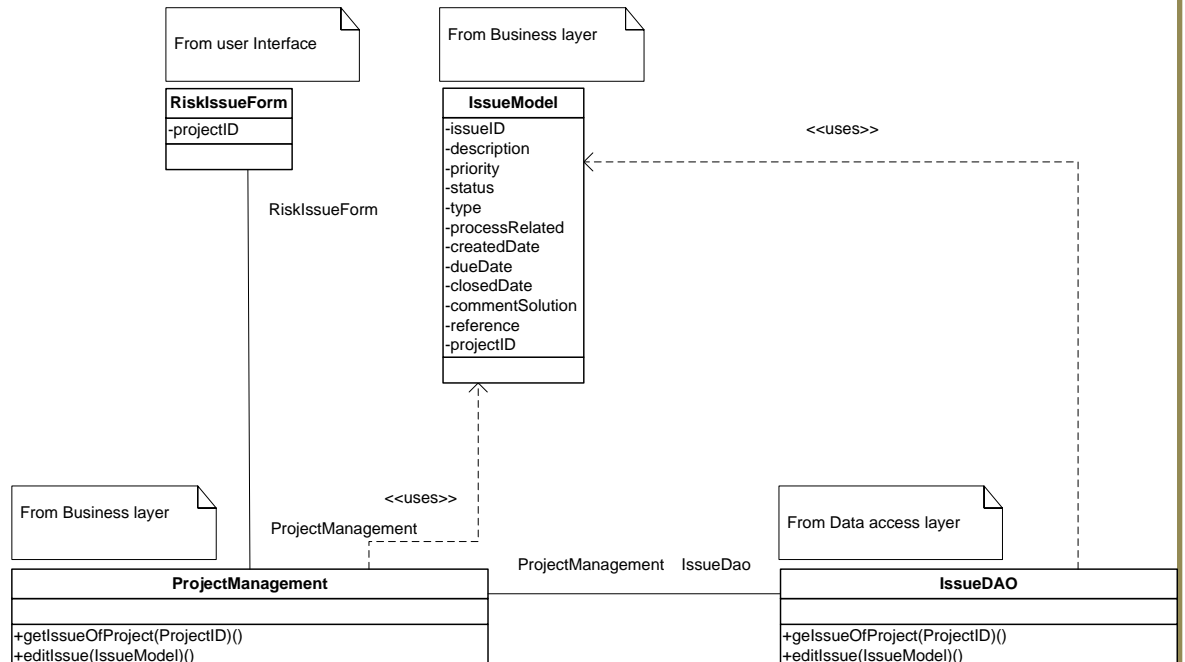 From user Interface
From Business layer
RiskIssueForm
-projectID
IssueModel
-issueID
-description
-priority
-status
-type
-processRelated
-createdDate
-dueDate
-closedDate
-commentSolution
-reference
-projectID
<<uses>>
RiskIssueForm
<<uses>>
From Business layer
ProjectManagement
From Data access layer
ProjectManagement IssueDao
ProjectManagement
+getIssueOfProject(ProjectID)()
+editIssue(IssueModel)()
IssueDAO
+geIssueOfProject(ProjectID)()
+editIssue(IssueModel)()